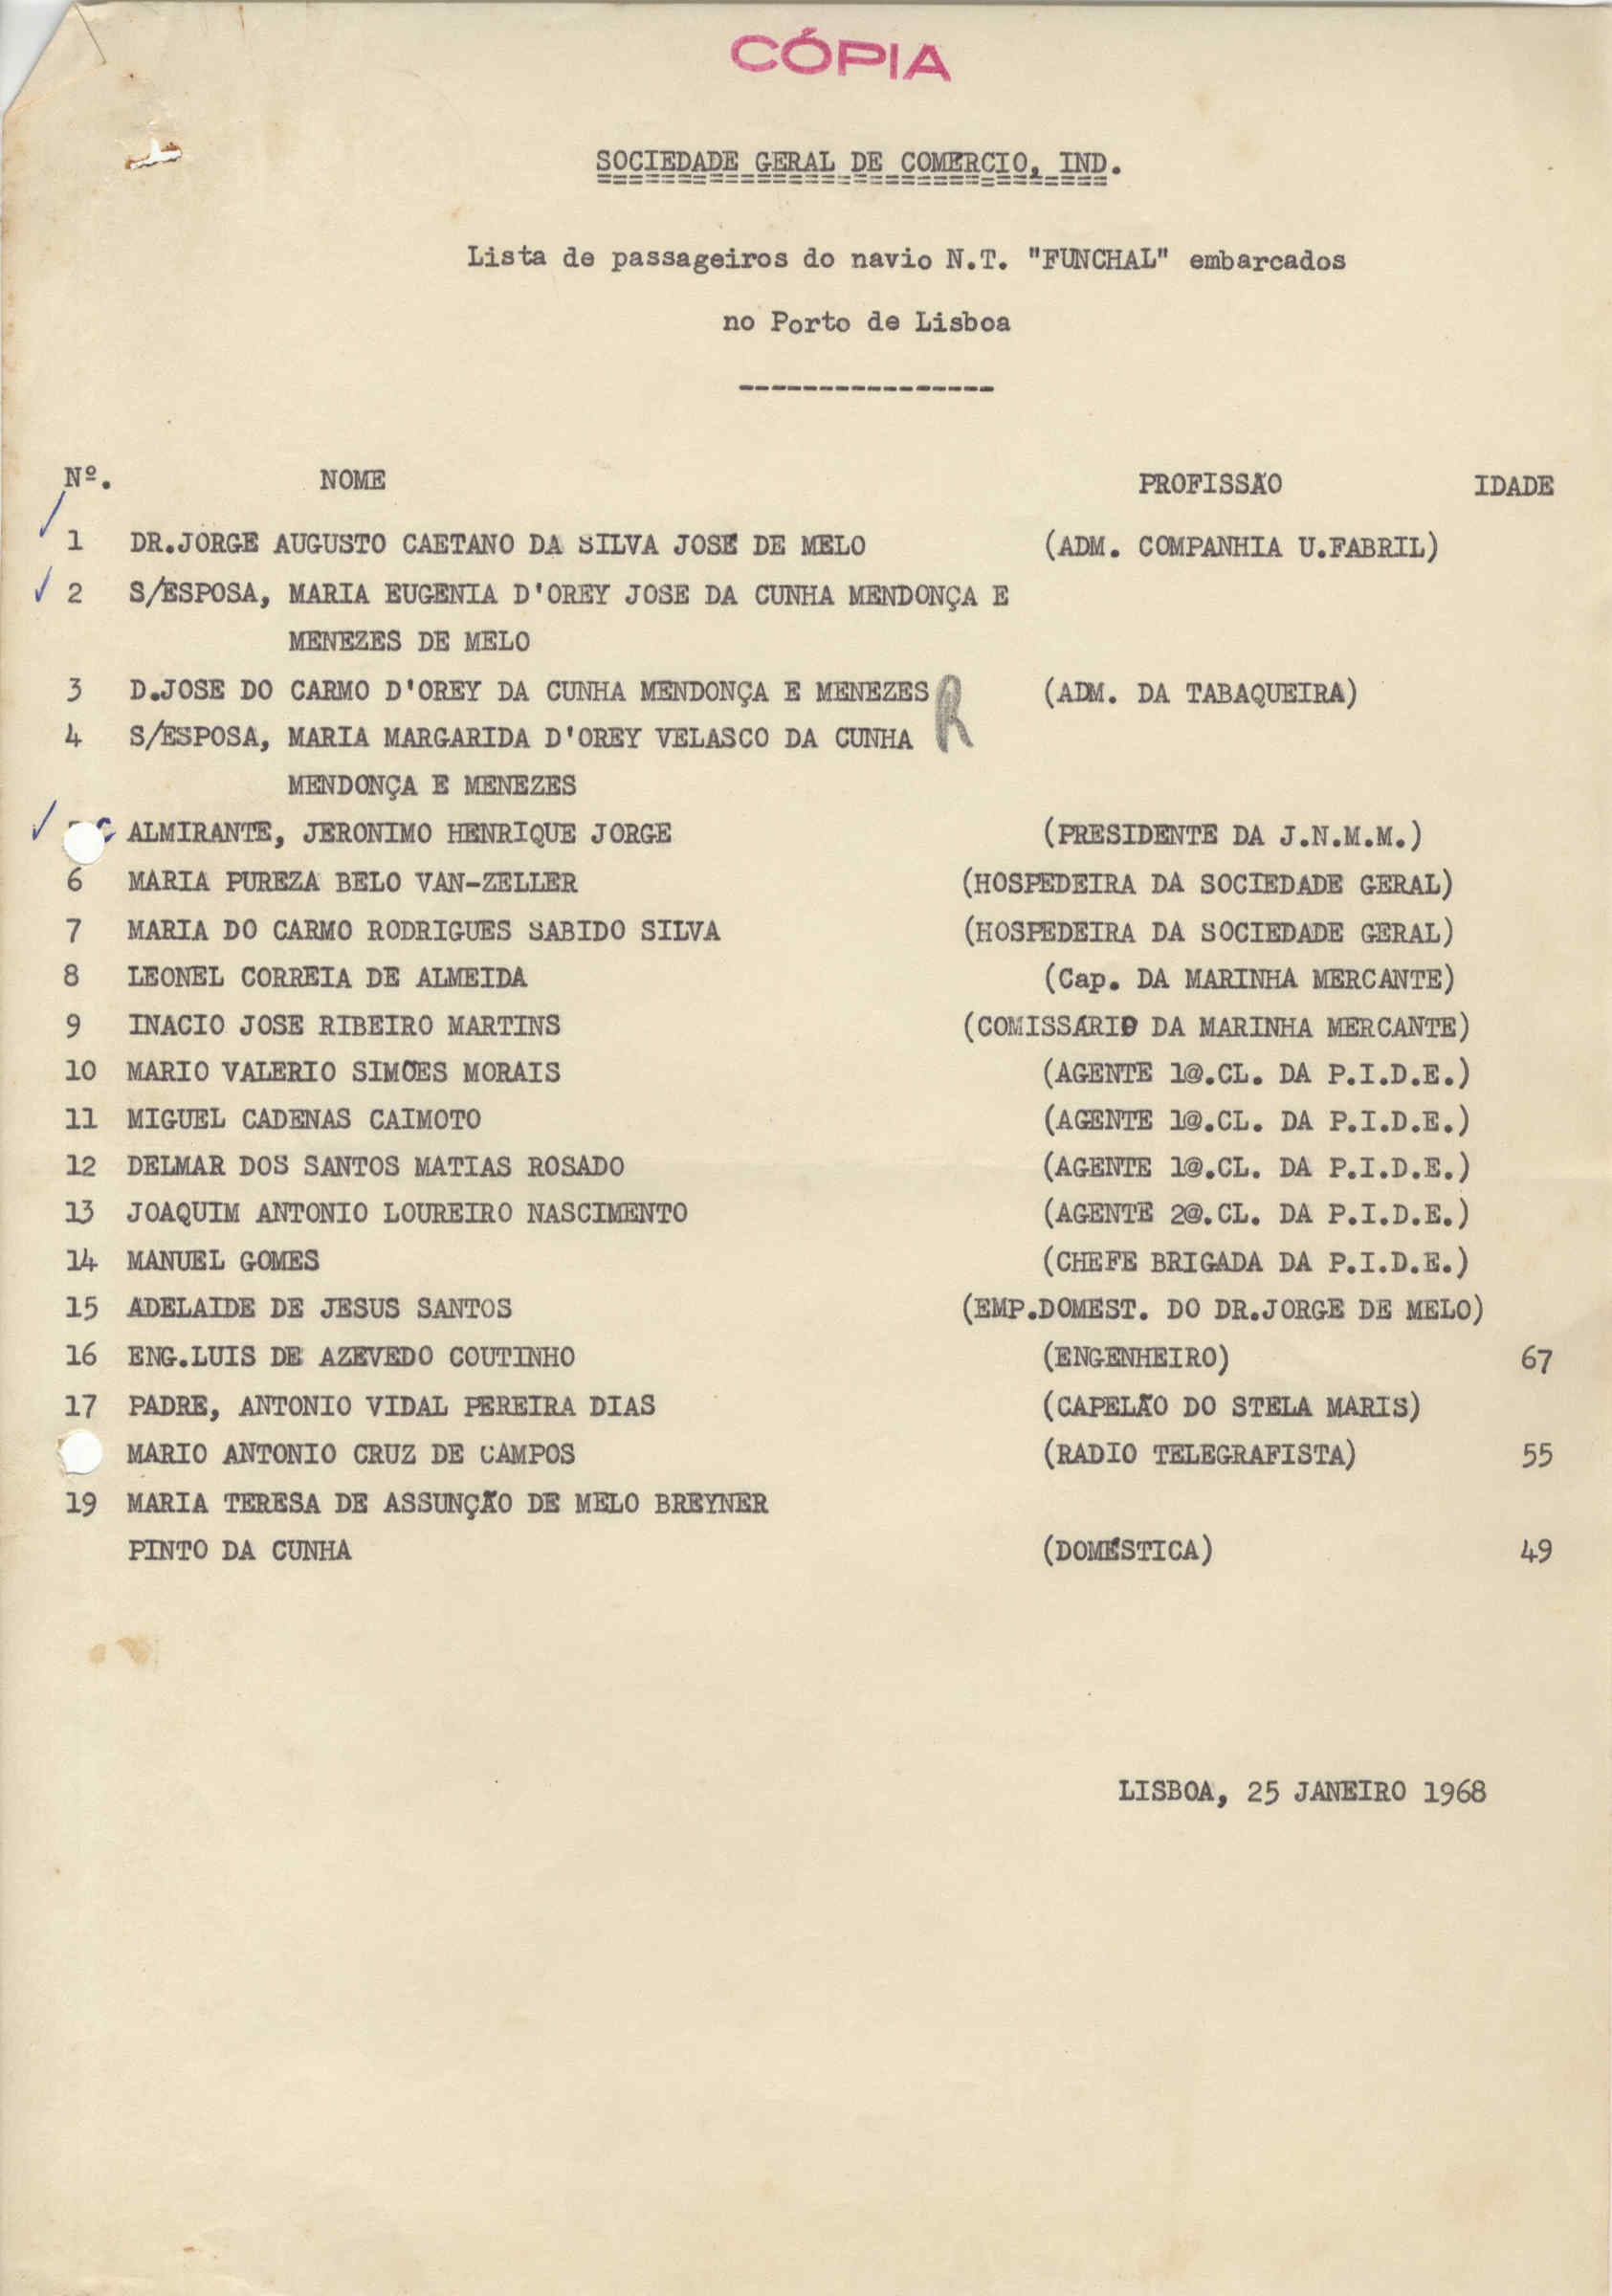 CÓPIA
SOCIEDADE GERAL DE COMERCIO, IND.
Lista de passageiros do navio N.T. "FUNCHAL" embarcados
no Porto de Lisboa
----------------
Nº. NOME PROFISSÃO IDADE
1 DR.JORGE AUGUSTO CAETANO DA SILVA JOSÉ DE MELO (ADM. COMPANHIA U.FABRIL)
2 S/ESPOSA, MARIA EUGENIA D'OREY JOSE DA CUNHA MENDONÇA E
MENEZES DE MELO
3 D.JOSE DO CARMO D'OREY DA CUNHA MENDONÇA E MENEZES (ADM. DA TABAQUEIRA)
R
4 S/ESPOSA, MARIA MARGARIDA D'OREY VELASCO DA CUNHA
MENDONÇA E MENEZES
ALMIRANTE, JERONIMO HENRIQUE JORGE (PRESIDENTE DA J.N.M.M.)
6 MARIA PUREZA BELO VAN-ZELLER (HOSPEDEIRA DA SOCIEDADE GERAL)
7 MARIA DO CARMO RODRIGUES SABIDO SILVA (HOSPEDEIRA DA SOCIEDADE GERAL)
8 LEONEL CORREIA DE ALMEIDA (Cap. DA MARINHA MERCANTE)
9 INACIO JOSE RIBEIRO MARTINS (COMISSÁRIO DA MARINHA MERCANTE)
10 MARIO VALERIO SIMÕES MORAIS (AGENTE 1@.CL. DA P.I.D.E.)
11 MIGUEL CADENAS CAIMOTO (AGENTE 1@.CL. DA P.I.D.E.)
12 DELMAR DOS SANTOS MATIAS ROSADO (AGENTE 1@.CL. DA P.I.D.E.)
13 JOAQUIM ANTONIO LOUREIRO NASCIMENTO (AGENTE 2@.CL. DA P.I.D.E.)
14 MANUEL GOMES (CHEFE BRIGADA DA P.I.D.E.)
15 ADELAIDE DE JESUS SANTOS (EMP.DOMEST. DO DR.JORGE DE MELO)
16 ENG.LUIS DE AZEVEDO COUTINHO (ENGENHEIRO) 67
17 PADRE, ANTONIO VIDAL PEREIRA DIAS (CAPELÃO DO STELA MARIS)
MARIO ANTONIO CRUZ DE CAMPOS (RADIO TELEGRAFISTA) 55
19 MARIA TERESA DE ASSUNÇÃO DE MELO BREYNER
PINTO DA CUNHA (DOMÉSTICA) 49
LISBOA, 25 JANEIRO 1968